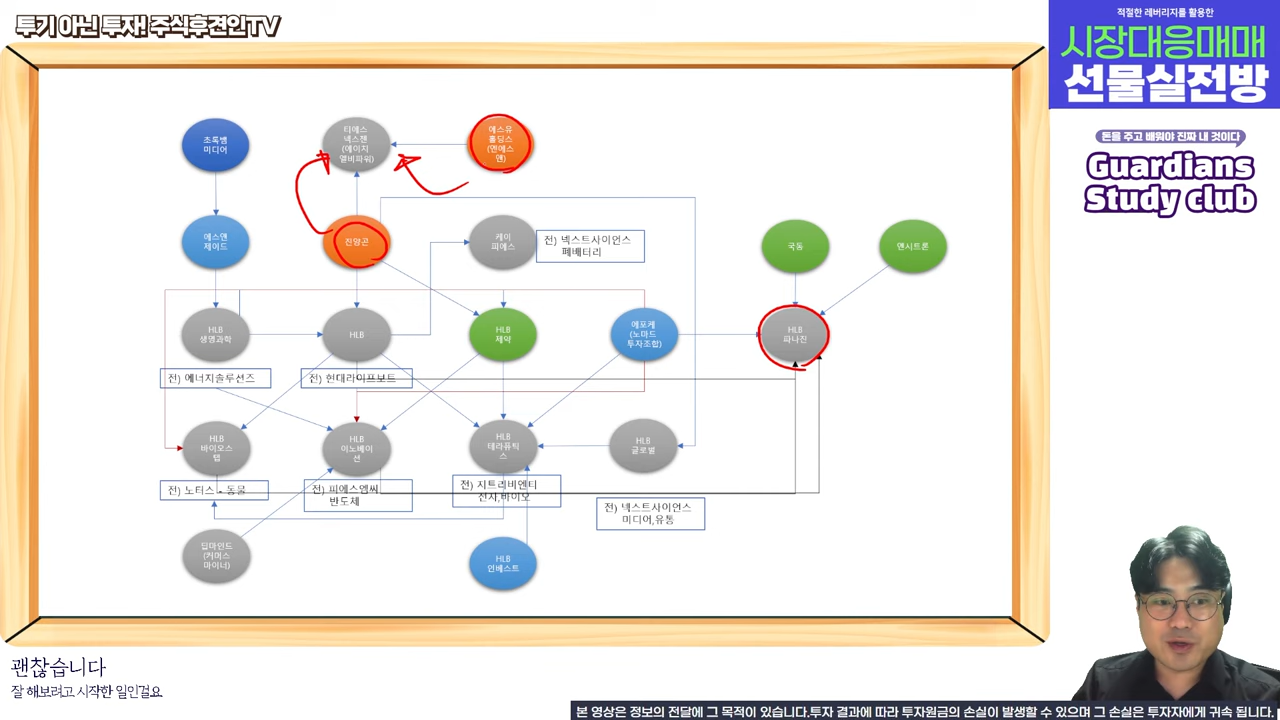 투기 아닌 투자! 주식후견인TV
적절한 레버리지를 활용한
시장대응매매
선물실전방
돈을 주고 배워야 진짜 내 것이다
Guardians
Study club
초록뱀
미디어
티에스
넥스젠
(에이치
엘비파워)
에스유
홀딩스
(앤에스
엔)
에스맨
제이드
진양곤
케이
피에스
전) 넥스트사이언스
페배터리
국동
맨시트론
HLB
생명과학
HLB
HLB
제약
에포케
(노마드
투자조합)
HLB
파나진
전) 에너지솔루션즈
전) 현대라이프보트
HLB
바이오스
텝
HLB
이노베이
션
HLB
테라퓨틱
스
HLB
글로벌
전) 노터스 - 동물
전) 피에스엠씨
반도체
전) 지트리비앤티
전자,바이오
전) 넥스트사이언스
미디어,유통
딥마인드
(커머스
마이너)
HLB
인베스트
괜찮습니다
잘 해보려고 시작한 일인걸요
본 영상은 정보의 전달에 그 목적이 있습니다.투자 결과에 따라 투자원금의 손실이 발생할 수 있으며 그 손실은 투자자에게 귀속 됩니다.